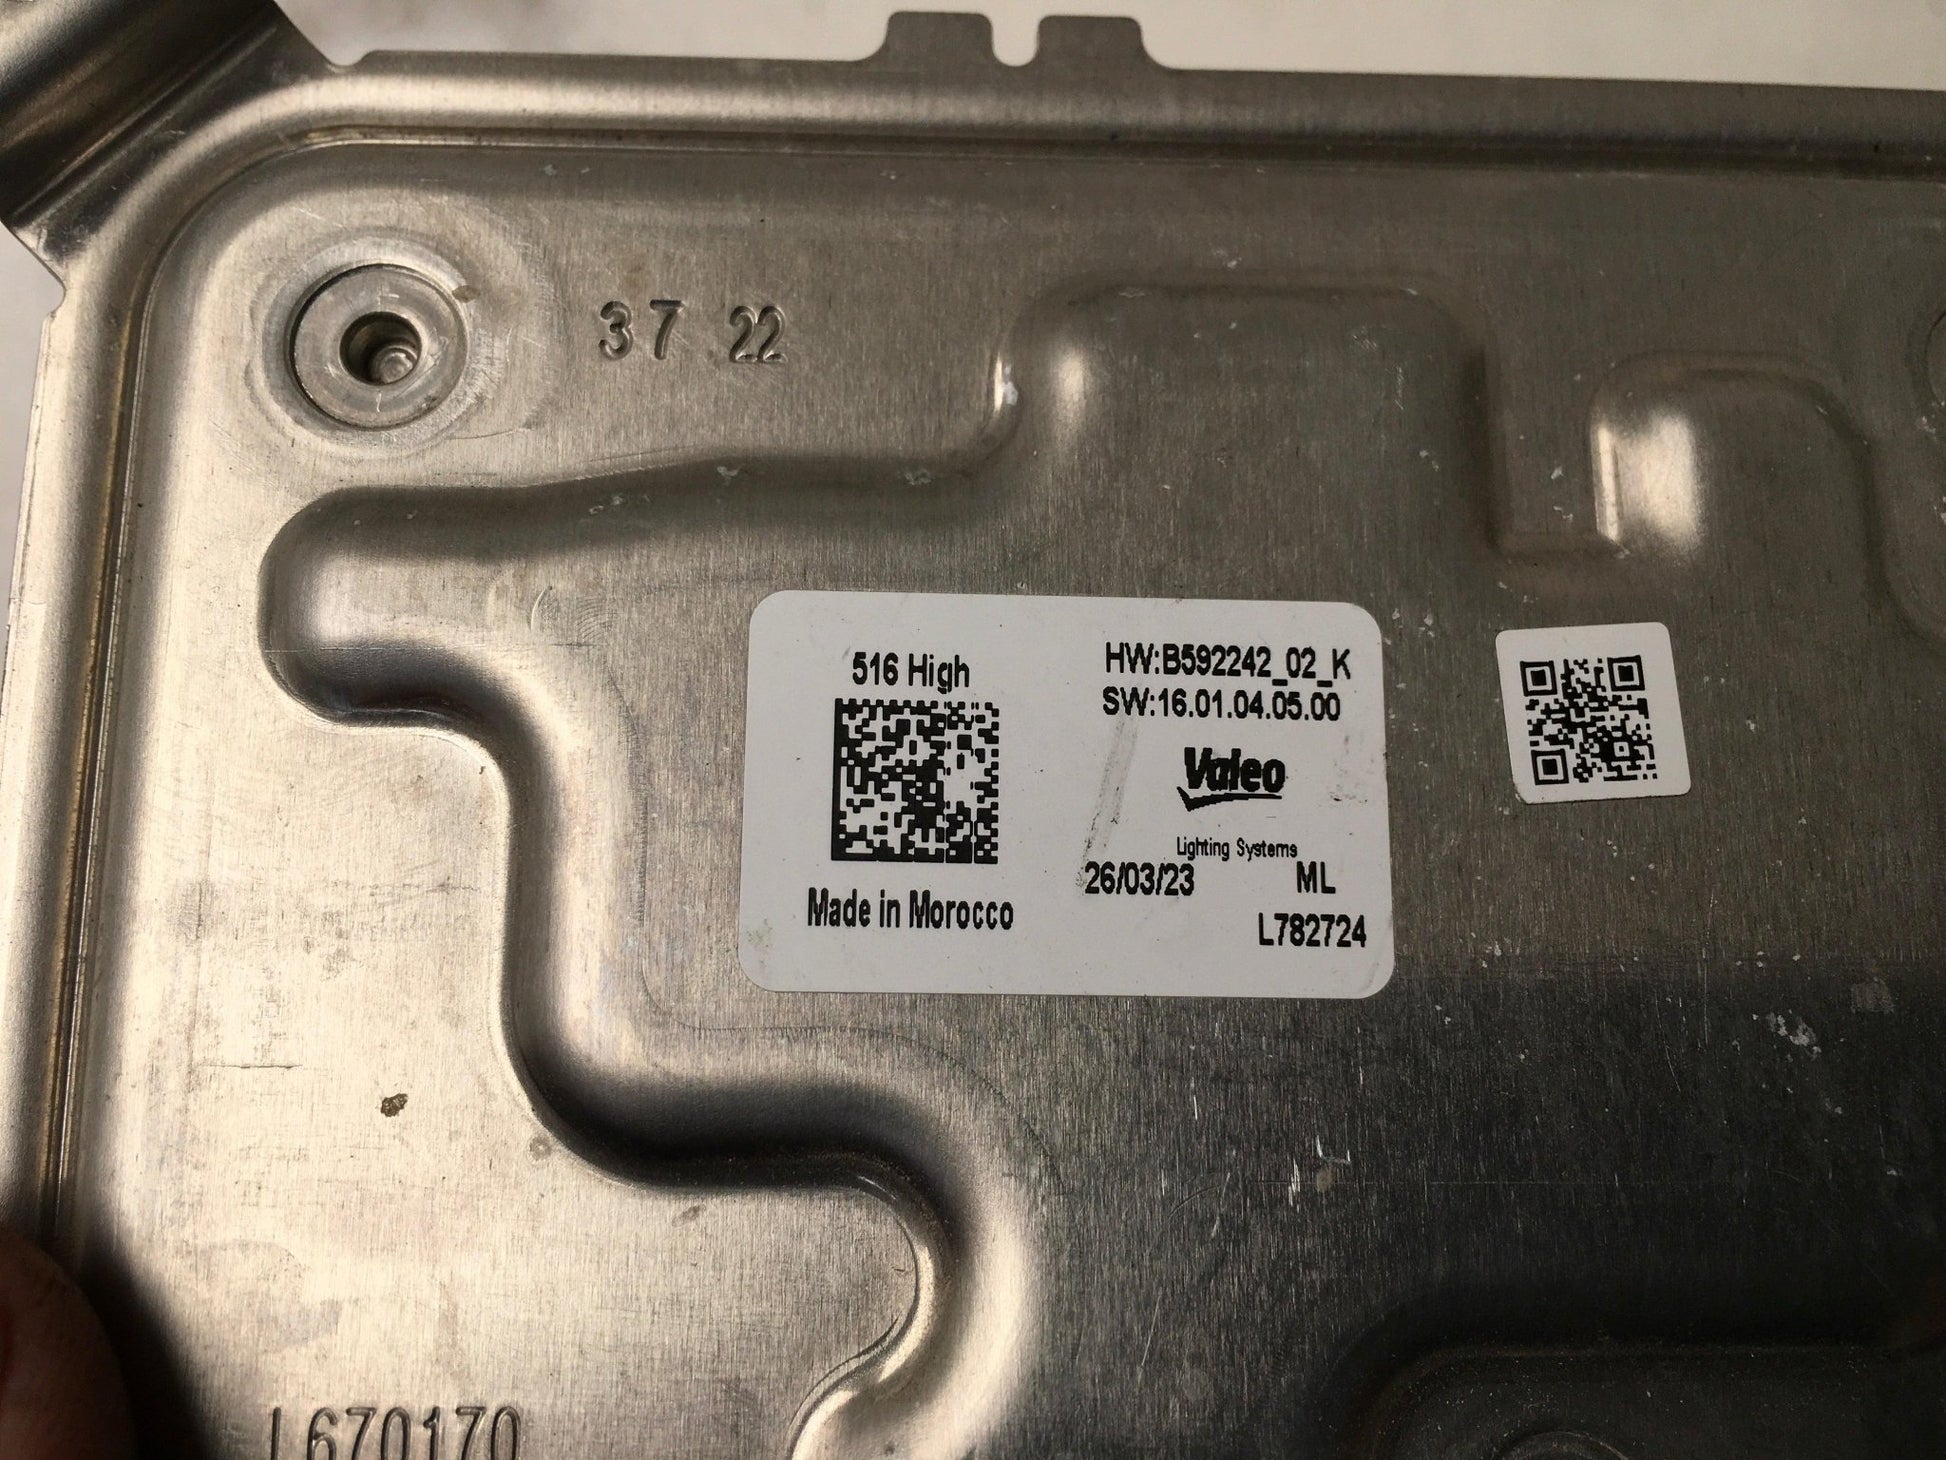 37 22
516 High
Made in Morocco
HW:B592242_02_K
SW:16.01.04.05.00
Valeo
Lighting Systems
26/03/23 ML
L782724
L670170